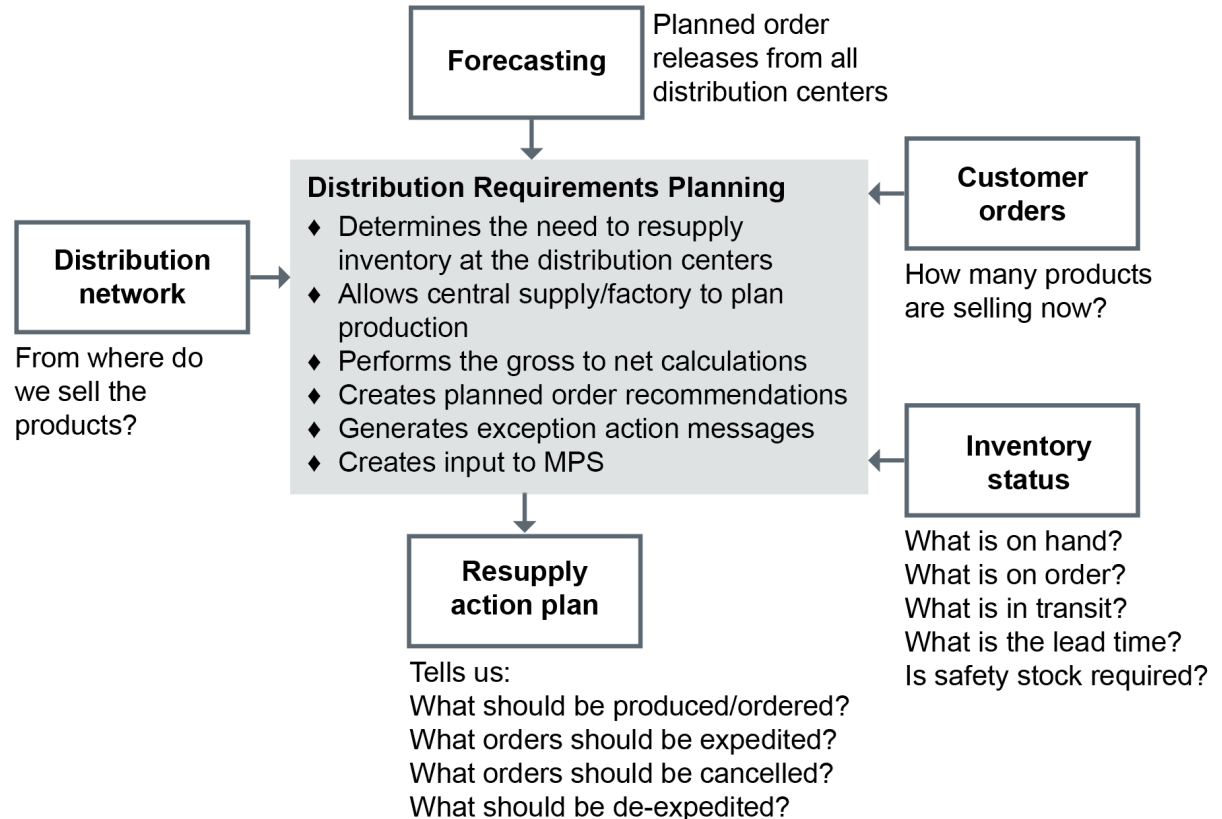 Forecasting
Planned order
releases from all
distribution centers
Distribution Requirements Planning
♦ Determines the need to resupply
inventory at the distribution centers
♦ Allows central supply/factory to plan
production
♦ Performs the gross to net calculations
♦ Creates planned order recommendations
♦ Generates exception action messages
♦ Creates input to MPS
Customer
orders
How many products
are selling now?
Distribution
network
From where do
we sell the
products?
Inventory
status
What is on hand?
What is on order?
What is in transit?
What is the lead time?
Is safety stock required?
Resupply
action plan
Tells us:
What should be produced/ordered?
What orders should be expedited?
What orders should be cancelled?
What should be de-expedited?